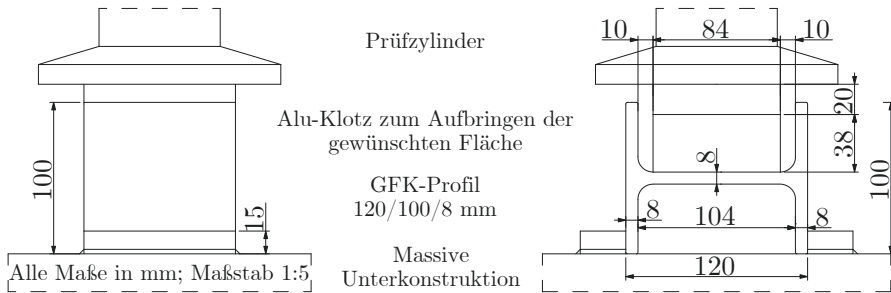 10
84
10
Prüfzylinder
20
Alu-Klotz zum Aufbringen der
gewünschten Fläche
38
100
8
100
GFK-Profil
120/100/8 mm
15
8
104
8
Massive
Unterkonstruktion
120
Alle Maße in mm; Maßstab 1:5